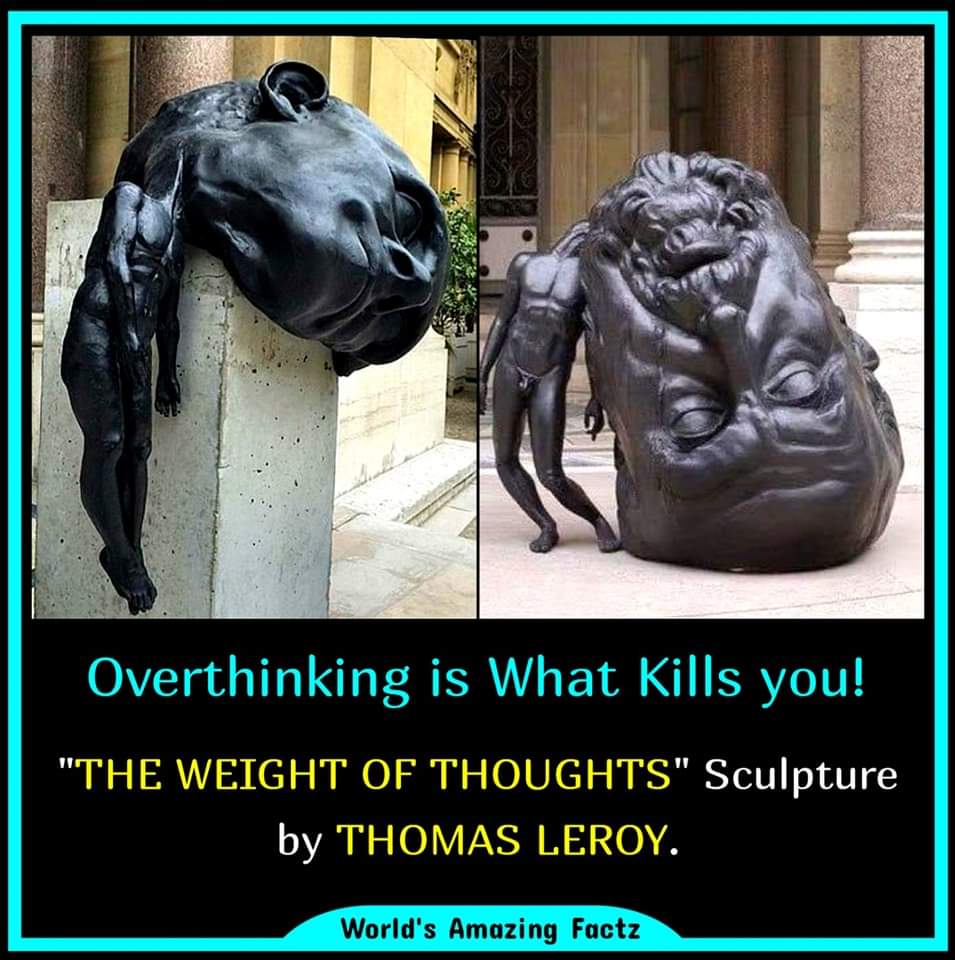 Overthinking is What Kills you!
"THE WEIGHT OF THOUGHTS" Sculpture
by THOMAS LEROY.
World's Amazing Factz